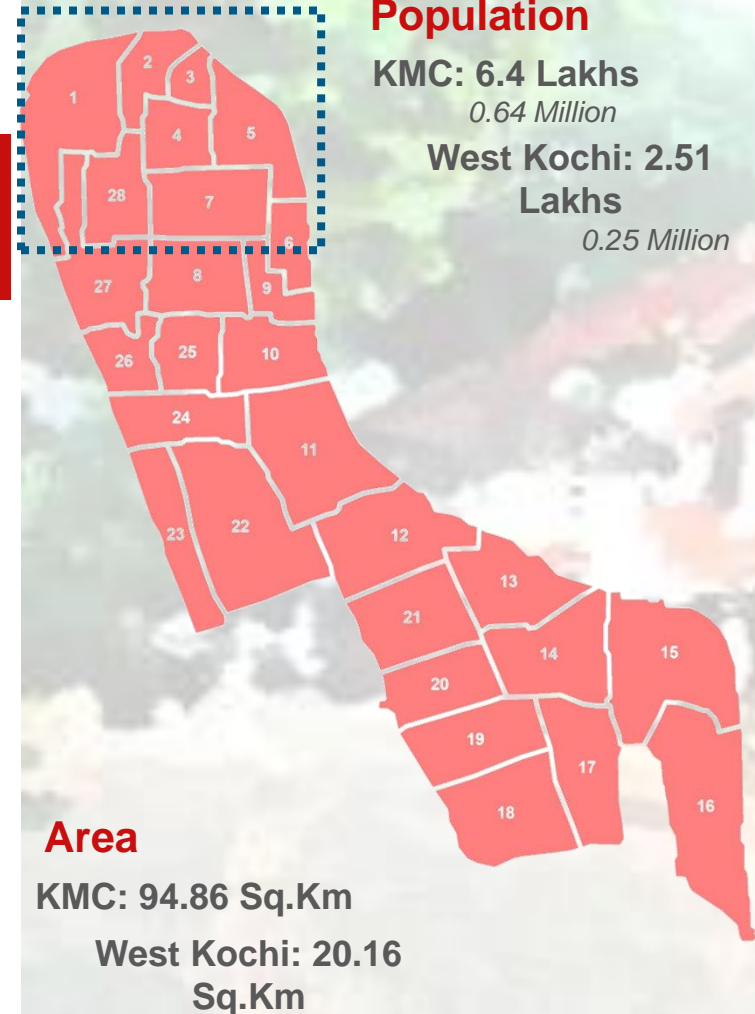 Population
KMC: 6.4 Lakhs
0.64 Million
West Kochi: 2.51
Lakhs
0.25 Million
1
2
3
4
5
28
7
6
27
8
9
26
25
10
24
11
23
22
12
13
21
14
15
20
19
17
18
16
Area
KMC: 94.86 Sq.Km
West Kochi: 20.16
Sq.Km